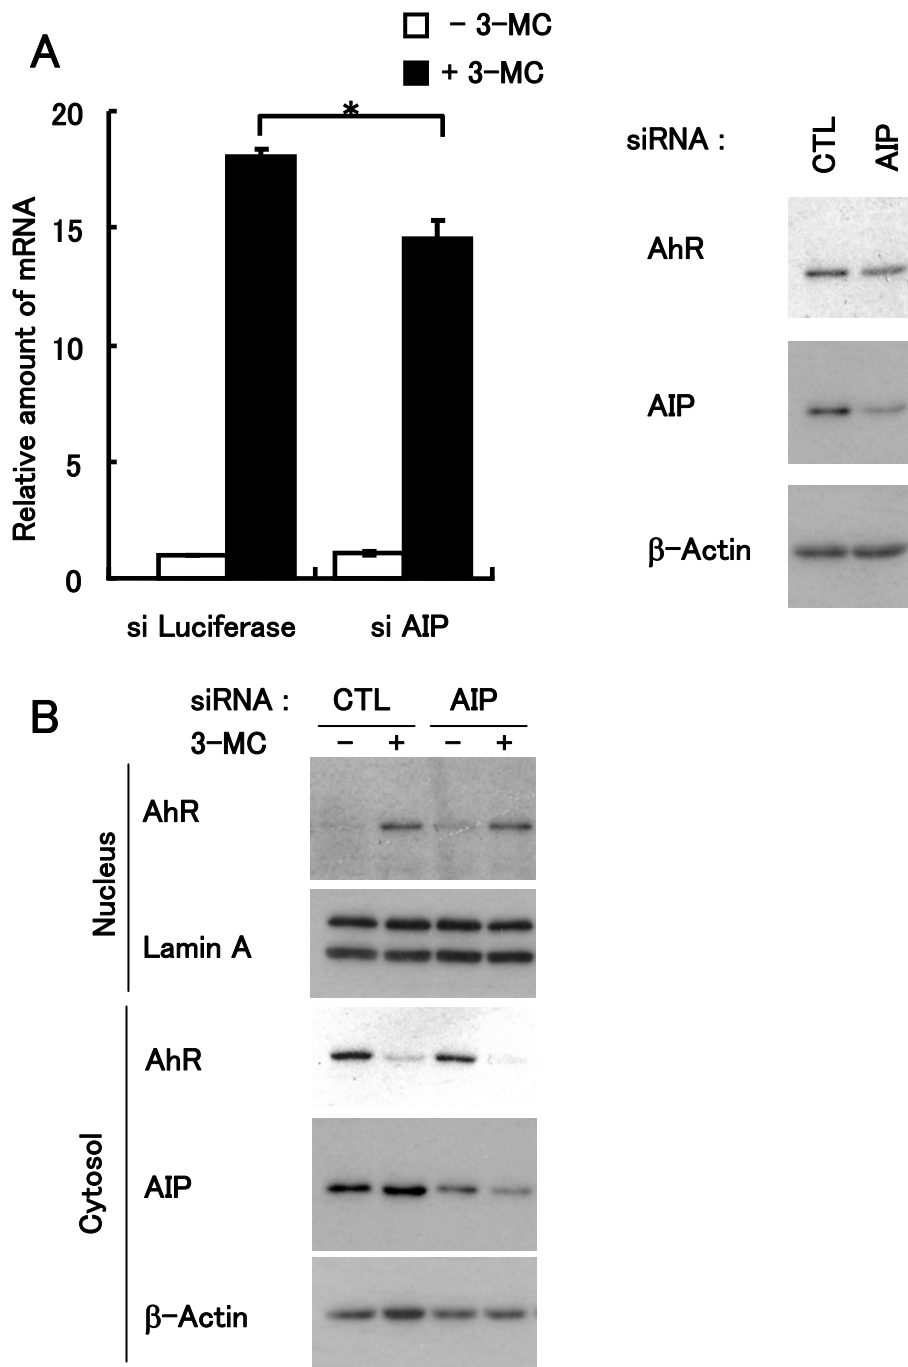 A
− 3-MC
+ 3-MC
*
20
15
10
5
0
Relative amount of mRNA
si Luciferase
si AIP
siRNA :
CTL
AIP
AhR
AIP
β-Actin
B
siRNA :
CTL
AIP
3-MC
−
+
−
+
Nucleus
AhR
Lamin A
Cytosol
AhR
AIP
β-Actin